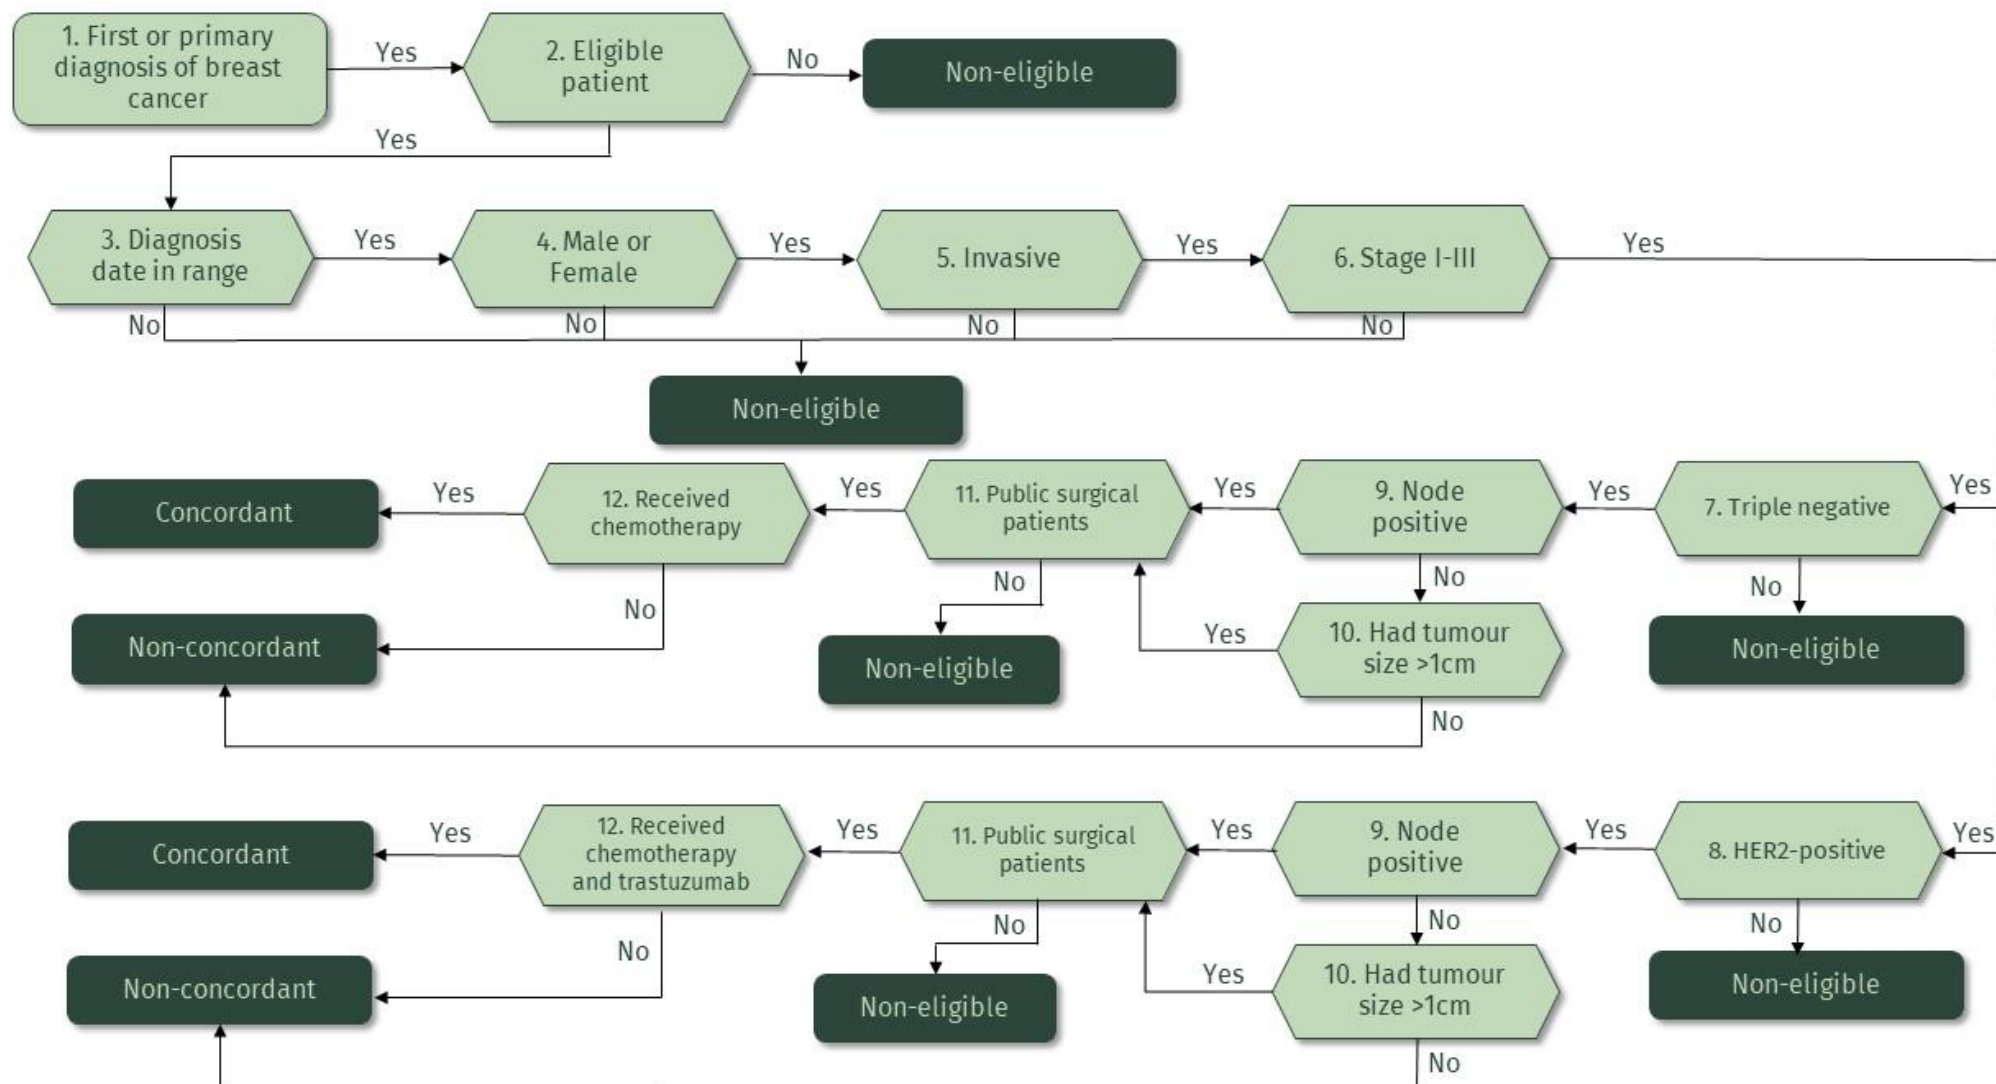 1. First or primary
diagnosis of breast
cancer
Yes
2. Eligible
patient
No
Non-eligible
Yes
3. Diagnosis
date in range
Yes
4. Male or
Female
Yes
5. Invasive
Yes
6. Stage I-III
Yes
No
No
No
No
Non-eligible
Concordant
Yes
12. Received
chemotherapy
Yes
11. Public surgical
patients
Yes
9. Node
positive
Yes
7. Triple negative
Yes
No
No
No
No
Non-concordant
Non-eligible
Yes
10. Had tumour
size >1cm
Non-eligible
No
Concordant
Yes
12. Received
chemotherapy
and trastuzumab
Yes
11. Public surgical
patients
Yes
9. Node
positive
Yes
8. HER2-positive
Yes
No
No
No
No
Non-concordant
Non-eligible
Yes
10. Had tumour
size >1cm
Non-eligible
No